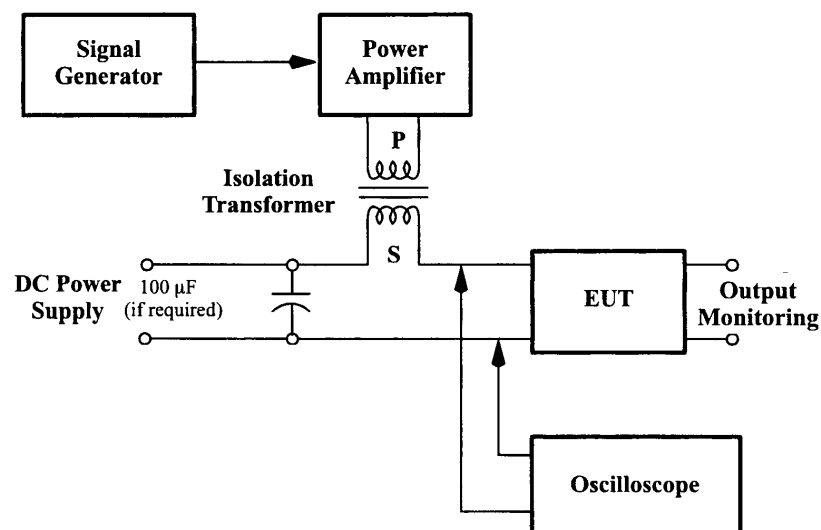 Signal
Generator
Power
Amplifier
P
Isolation
Transformer
S
DC Power
Supply
100 µF
(if required)
EUT
Output
Monitoring
Oscilloscope